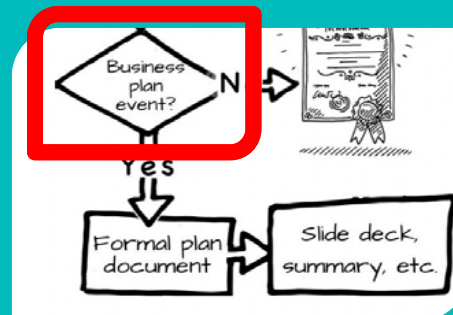 Business
plan
event?
N
Yes
Formal plan
document
Slide deck,
summary, etc.